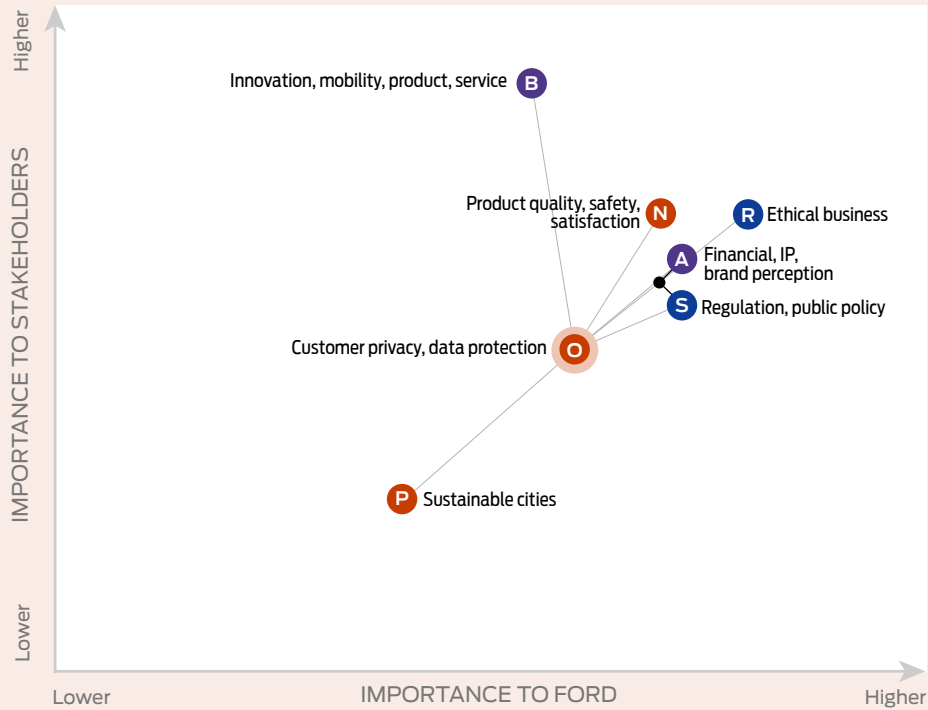 Higher
IMPORTANCE TO STAKEHOLDERS
Lower
Innovation, mobility, product, service
B
Product quality, safety,
satisfaction
N
R
Ethical business
A
Financial, IP,
brand perception
S
Regulation, public policy
Customer privacy, data protection
O
P
Sustainable cities
Lower
IMPORTANCE TO FORD
Higher